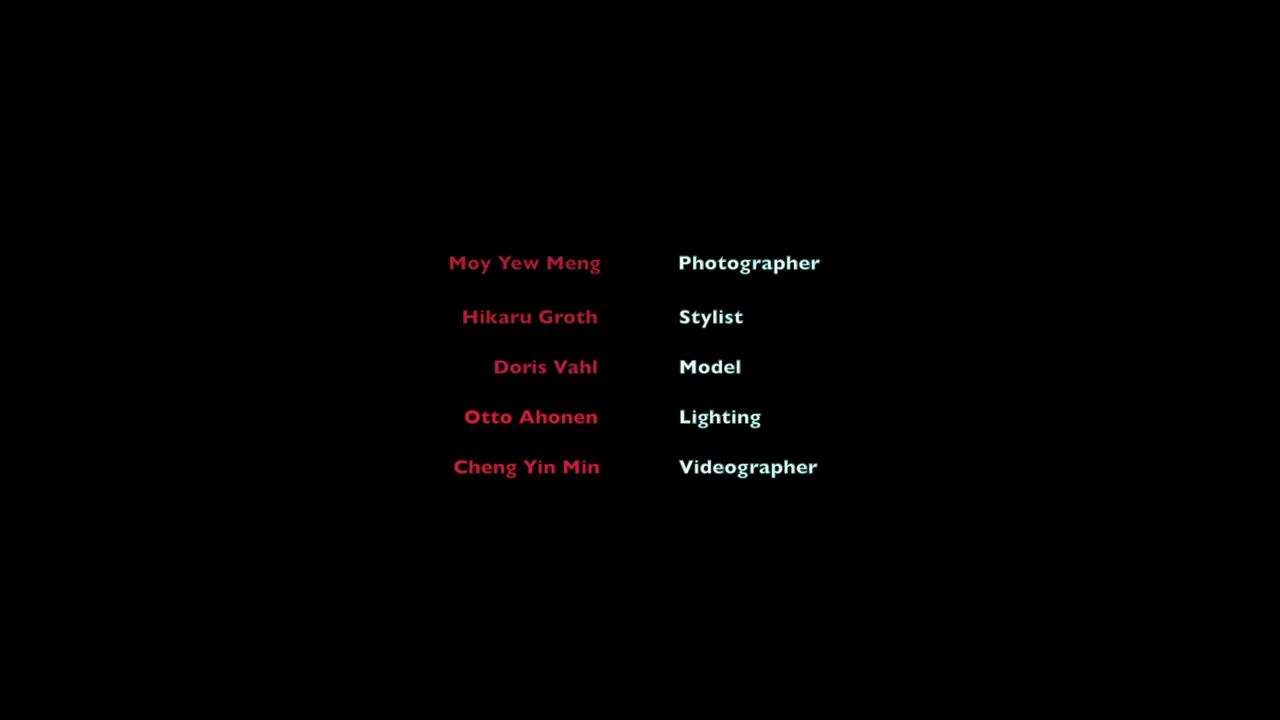 Moy Yew Meng Photographer
Hikaru Groth Stylist
Doris Vahl Model
Otto Ahonen Lighting
Cheng Yin Min Videographer